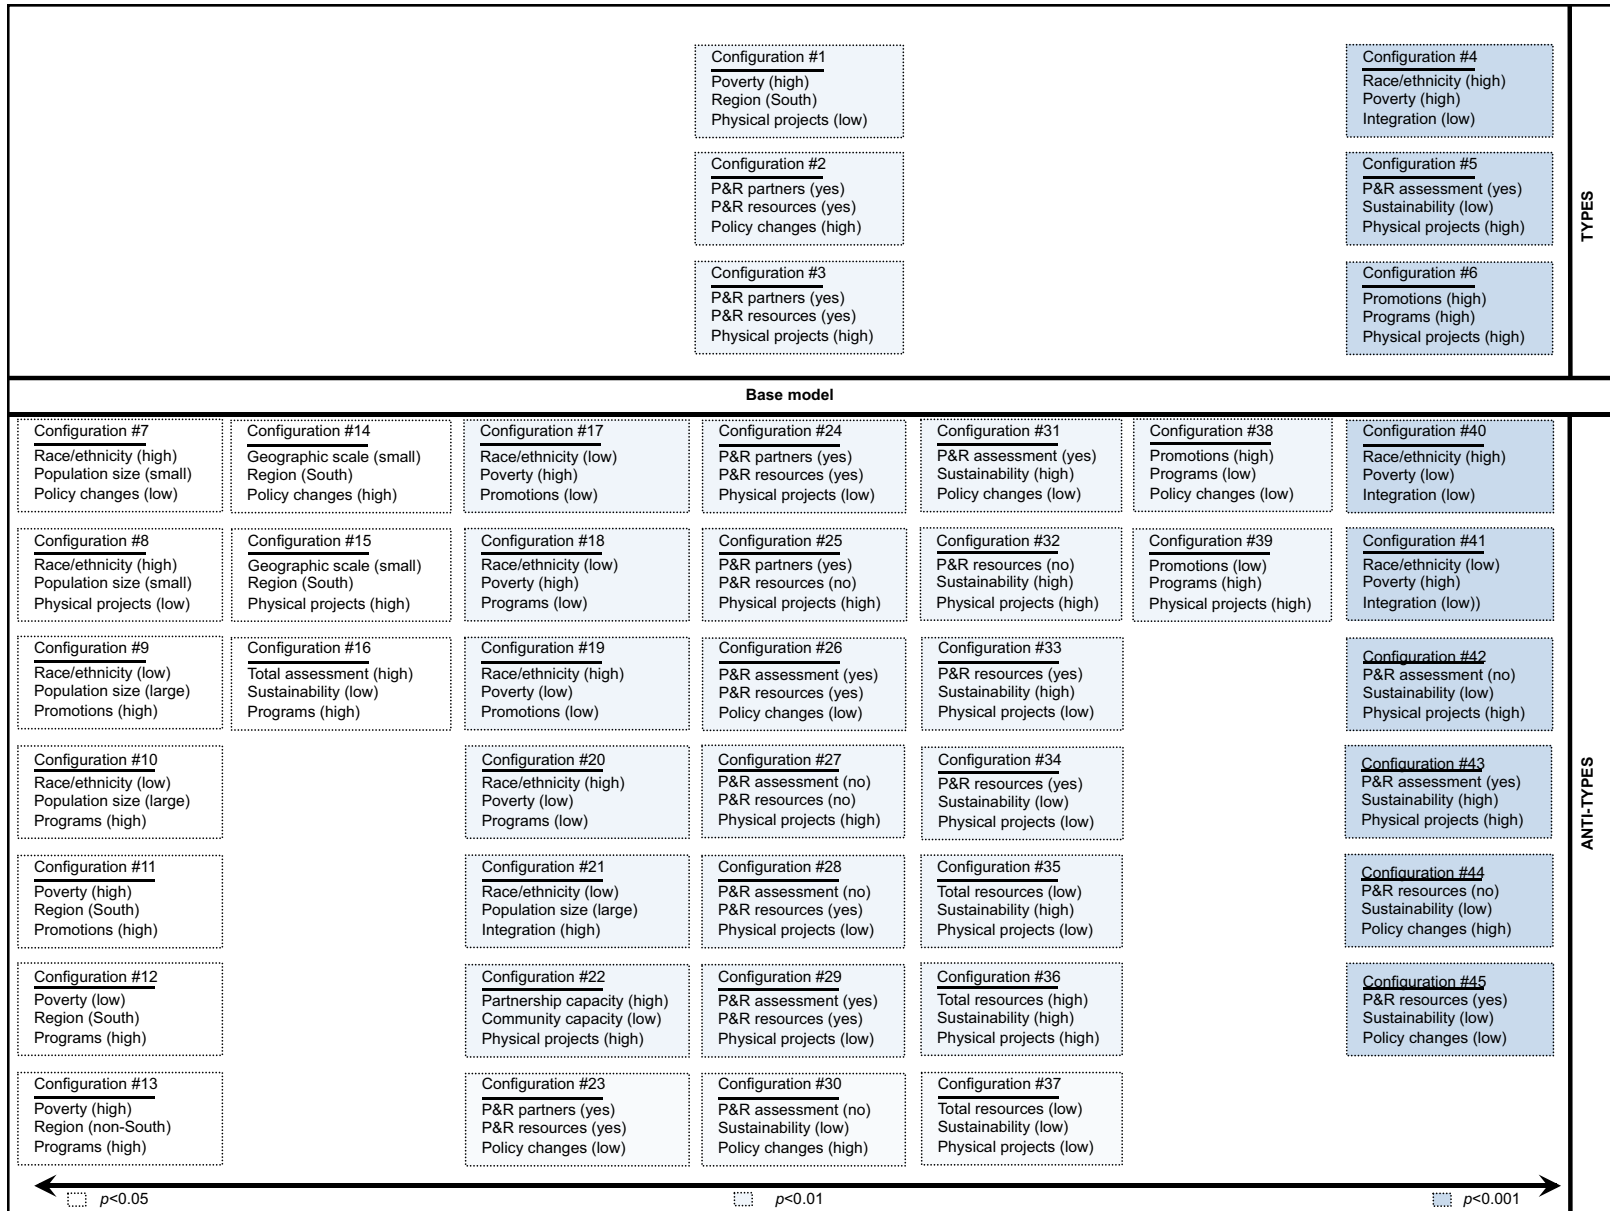 Configuration #1
Poverty (high)
Region (South)
Physical projects (low)
Configuration #4
Race/ethnicity (high)
Poverty (high)
Integration (low)
Configuration #2
P&R partners (yes)
P&R resources (yes)
Policy changes (high)
Configuration #5
P&R assessment (yes)
Sustainability (low)
Physical projects (high)
Configuration #3
P&R partners (yes)
P&R resources (yes)
Physical projects (high)
Configuration #6
Promotions (high)
Programs (high)
Physical projects (high)
TYPES
Base model
Configuration #7
Race/ethnicity (high)
Population size (small)
Policy changes (low)
Configuration #14
Geographic scale (small)
Region (South)
Policy changes (high)
Configuration #17
Race/ethnicity (low)
Poverty (high)
Promotions (low)
Configuration #24
P&R partners (yes)
P&R resources (yes)
Physical projects (low)
Configuration #31
P&R assessment (yes)
Sustainability (high)
Policy changes (low)
Configuration #38
Promotions (high)
Programs (low)
Policy changes (low)
Configuration #40
Race/ethnicity (high)
Poverty (low)
Integration (low)
Configuration #8
Race/ethnicity (high)
Population size (small)
Physical projects (low)
Configuration #15
Geographic scale (small)
Region (South)
Physical projects (high)
Configuration #18
Race/ethnicity (low)
Poverty (high)
Programs (low)
Configuration #25
P&R partners (yes)
P&R resources (no)
Physical projects (high)
Configuration #32
P&R resources (no)
Sustainability (high)
Physical projects (high)
Configuration #39
Promotions (low)
Programs (high)
Physical projects (high)
Configuration #41
Race/ethnicity (low)
Poverty (high)
Integration (low))
Configuration #9
Race/ethnicity (low)
Population size (large)
Promotions (high)
Configuration #16
Total assessment (high)
Sustainability (low)
Programs (high)
Configuration #19
Race/ethnicity (high)
Poverty (low)
Promotions (low)
Configuration #26
P&R assessment (yes)
P&R resources (yes)
Policy changes (low)
Configuration #33
P&R resources (yes)
Sustainability (high)
Physical projects (low)
Configuration #42
P&R assessment (no)
Sustainability (low)
Physical projects (high)
Configuration #10
Race/ethnicity (low)
Population size (large)
Programs (high)
Configuration #20
Race/ethnicity (high)
Poverty (low)
Programs (low)
Configuration #27
P&R assessment (no)
P&R resources (no)
Physical projects (high)
Configuration #34
P&R resources (yes)
Sustainability (low)
Physical projects (low)
Configuration #43
P&R assessment (yes)
Sustainability (high)
Physical projects (high)
Configuration #11
Poverty (high)
Region (South)
Promotions (high)
Configuration #21
Race/ethnicity (low)
Population size (large)
Integration (high)
Configuration #28
P&R assessment (no)
P&R resources (yes)
Physical projects (low)
Configuration #35
Total resources (low)
Sustainability (high)
Physical projects (low)
Configuration #44
P&R resources (no)
Sustainability (low)
Policy changes (high)
Configuration #12
Poverty (low)
Region (South)
Programs (high)
Configuration #22
Partnership capacity (high)
Community capacity (low)
Physical projects (high)
Configuration #29
P&R assessment (yes)
P&R resources (yes)
Physical projects (low)
Configuration #36
Total resources (high)
Sustainability (high)
Physical projects (high)
Configuration #45
P&R resources (yes)
Sustainability (low)
Policy changes (low)
Configuration #13
Poverty (high)
Region (non-South)
Programs (high)
Configuration #23
P&R partners (yes)
P&R resources (yes)
Policy changes (low)
Configuration #30
P&R assessment (no)
Sustainability (low)
Policy changes (high)
Configuration #37
Total resources (low)
Sustainability (low)
Physical projects (low)
ANTI-TYPES
p<0.05
p<0.01
p<0.001